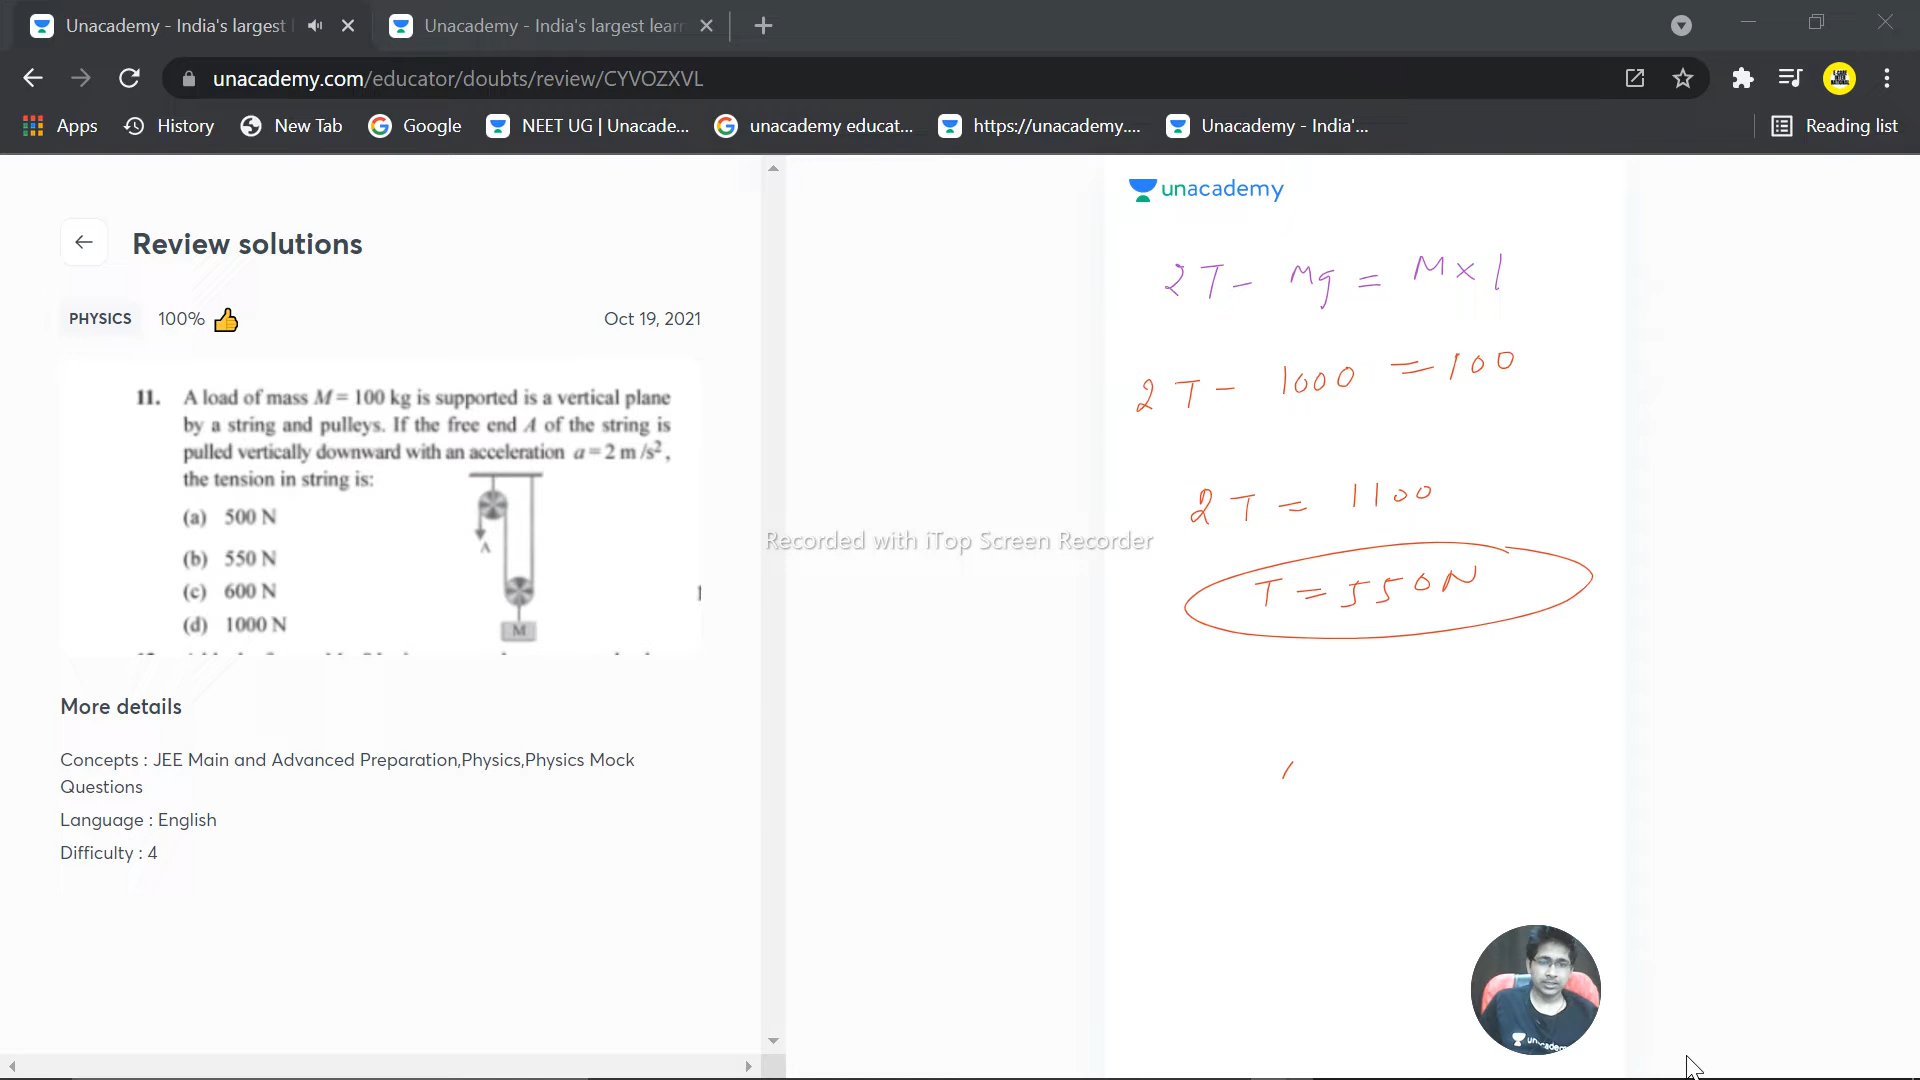 Unacademy - India's largest
Unacademy - India's largest lear
unacademy.com/educator/doubts/review/CYVOZXVL
Apps
History
New Tab
Google
NEET UG | Unacade...
unacademy educat...
https://unacademy....
Unacademy - India'...
Reading list
Review solutions
PHYSICS 100% Oct 19, 2021
11. A load of mass M = 100 kg is supported is a vertical plane
by a string and pulleys. If the free end A of the string is
pulled vertically downward with an acceleration a = 2 m/s²,
the tension in string is:
(a) 500 N
(b) 550 N
(c) 600 N
(d) 1000 N
A
M
More details
Concepts : JEE Main and Advanced Preparation,Physics,Physics Mock
Questions
Language : English
Difficulty : 4
unacademy
2T - Mg = M×1
2T - 1000 = 100
2T = 1100
T = 550N
Recorded with iTop Screen Recorder